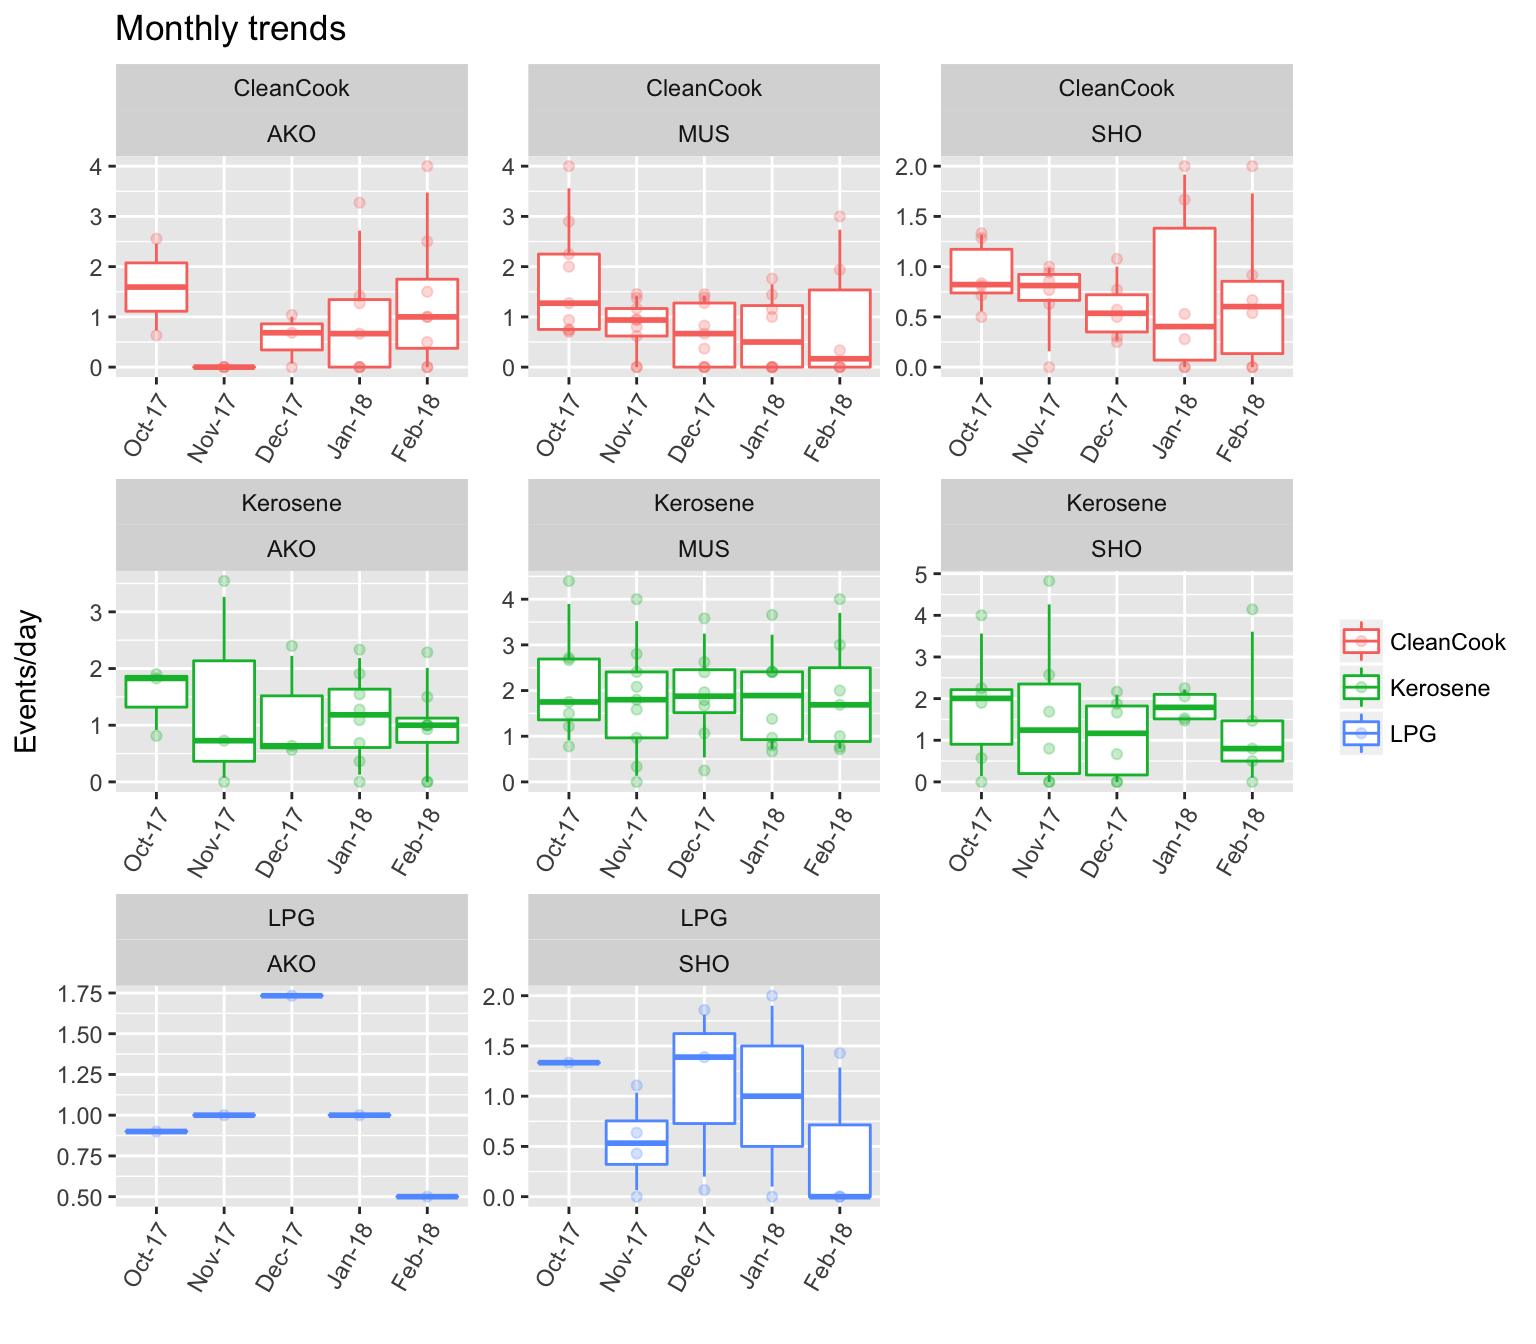 Monthly trends
CleanCook CleanCook CleanCook
AKO MUS SHO
4 3 2 1 0
4 3 2 1 0
2.0 1.5 1.0 0.5 0.0
Oct-17 Nov-17 Dec-17 Jan-18 Feb-18
Oct-17 Nov-17 Dec-17 Jan-18 Feb-18
Oct-17 Nov-17 Dec-17 Jan-18 Feb-18
Kerosene Kerosene Kerosene
AKO MUS SHO
3 2 1 0
4 3 2 1 0
5 4 3 2 1 0
Oct-17 Nov-17 Dec-17 Jan-18 Feb-18
Oct-17 Nov-17 Dec-17 Jan-18 Feb-18
Oct-17 Nov-17 Dec-17 Jan-18 Feb-18
LPG LPG
AKO SHO
1.75 1.50 1.25 1.00 0.75 0.50
2.0 1.5 1.0 0.5 0.0
Oct-17 Nov-17 Dec-17 Jan-18 Feb-18
Oct-17 Nov-17 Dec-17 Jan-18 Feb-18
Events/day
CleanCook
Kerosene
LPG